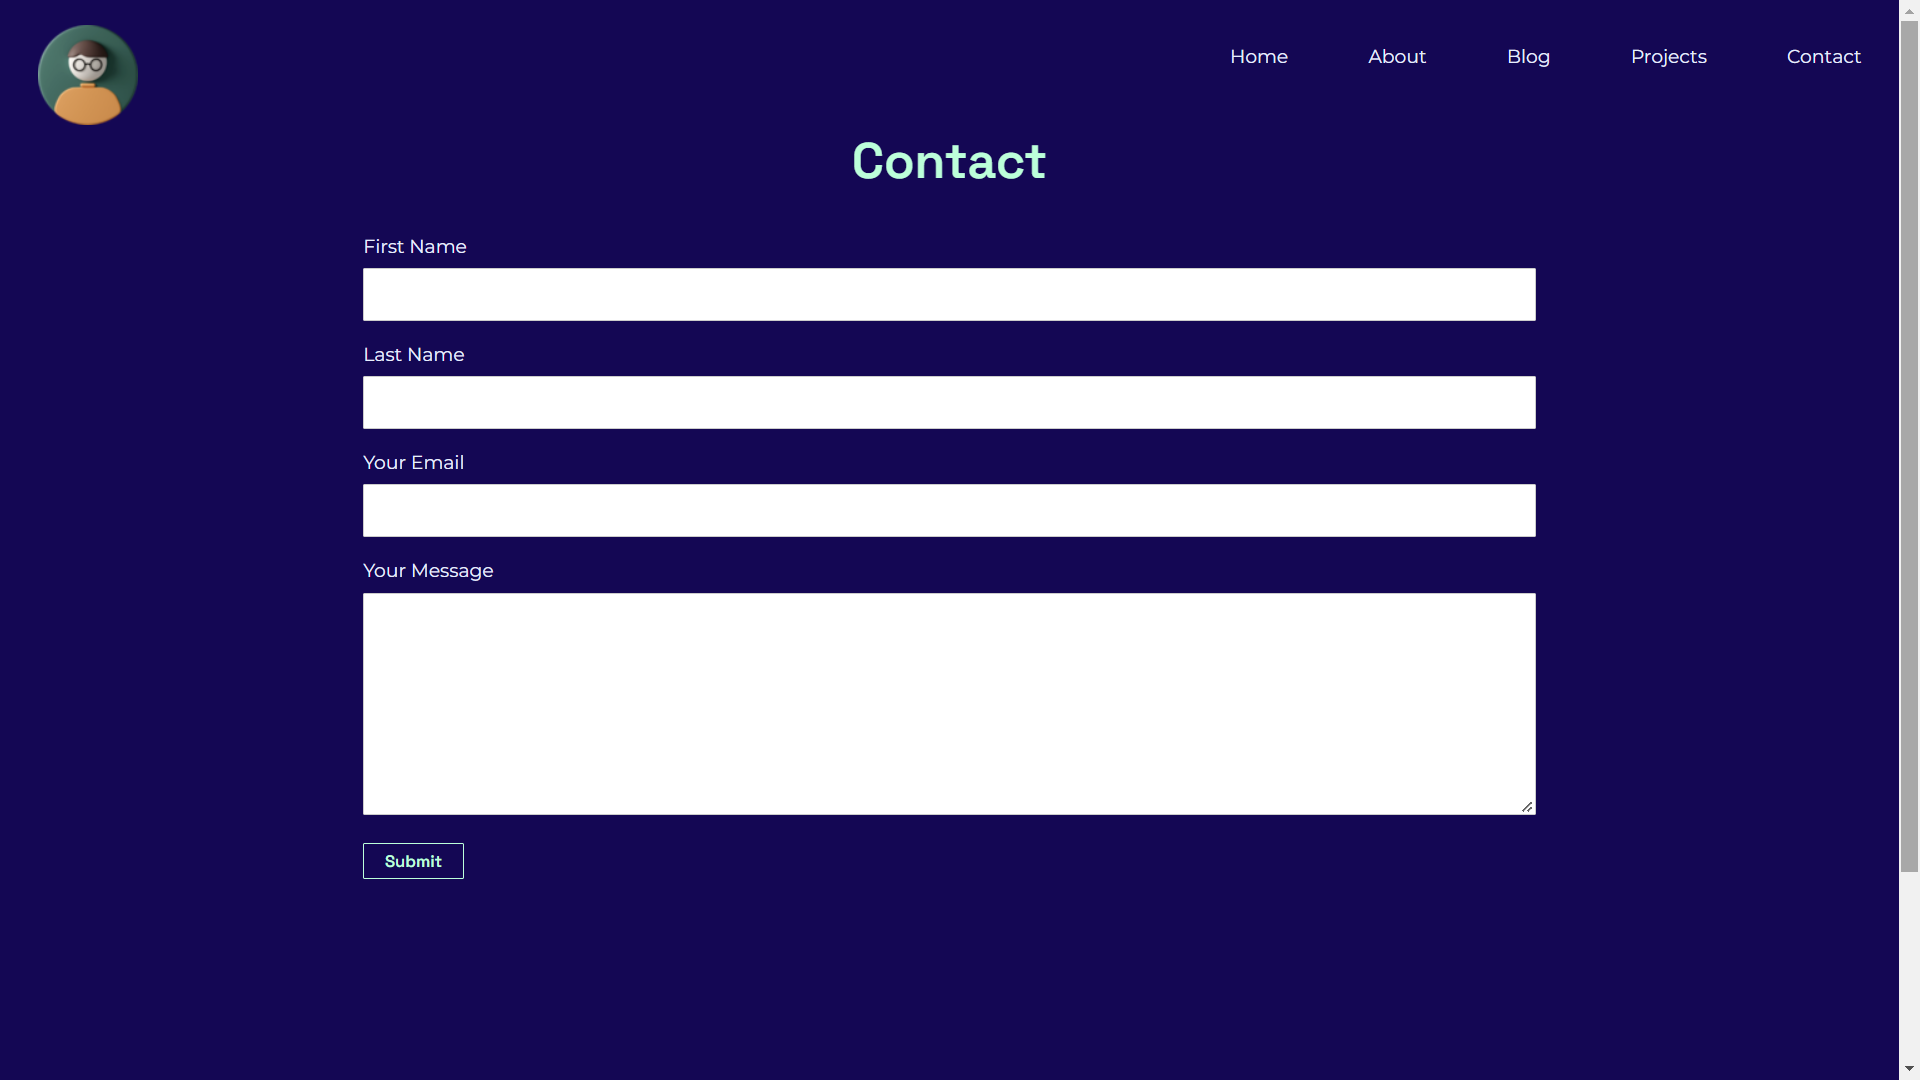 Home About Blog Projects Contact
Contact
First Name
Last Name
Your Email
Your Message
Submit